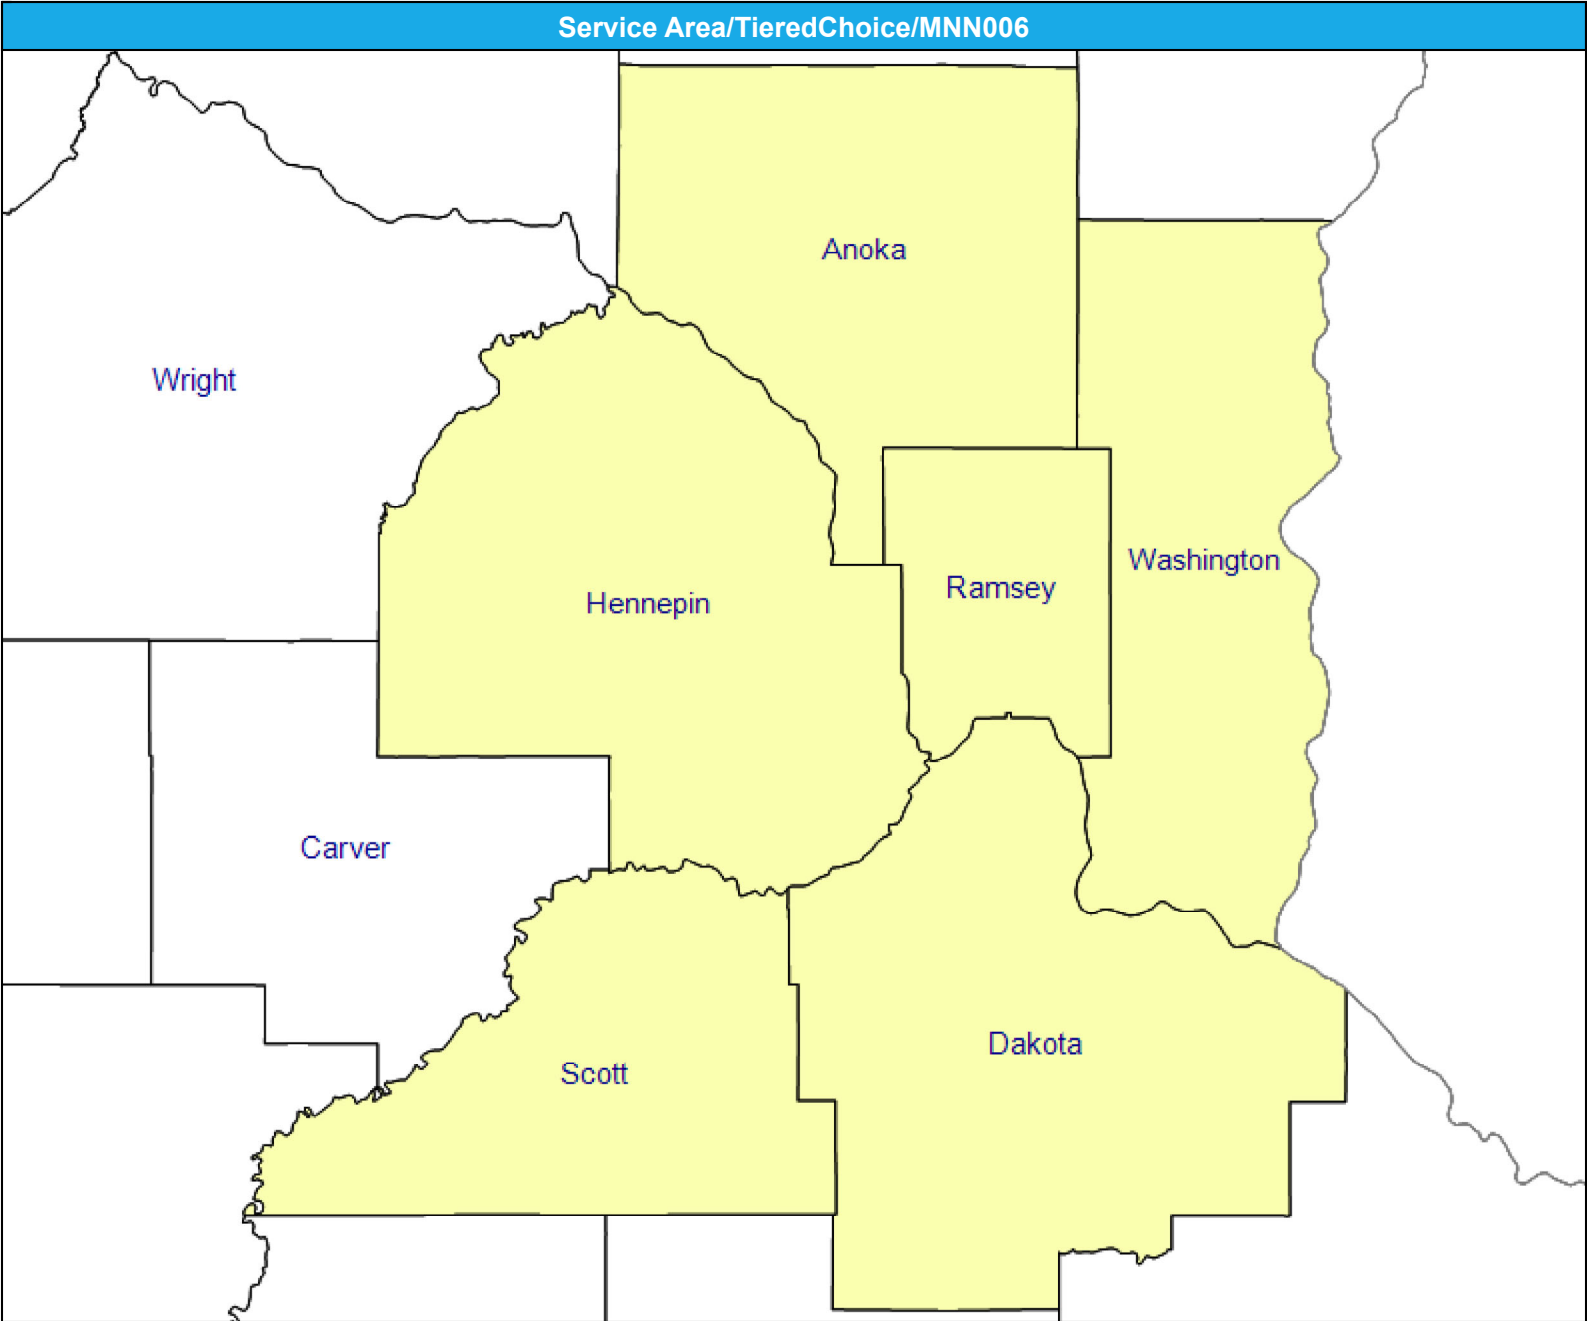 Service Area/TieredChoice/MNN006
Anoka
Wright
Washington
Ramsey
Hennepin
Carver
Dakota
Scott